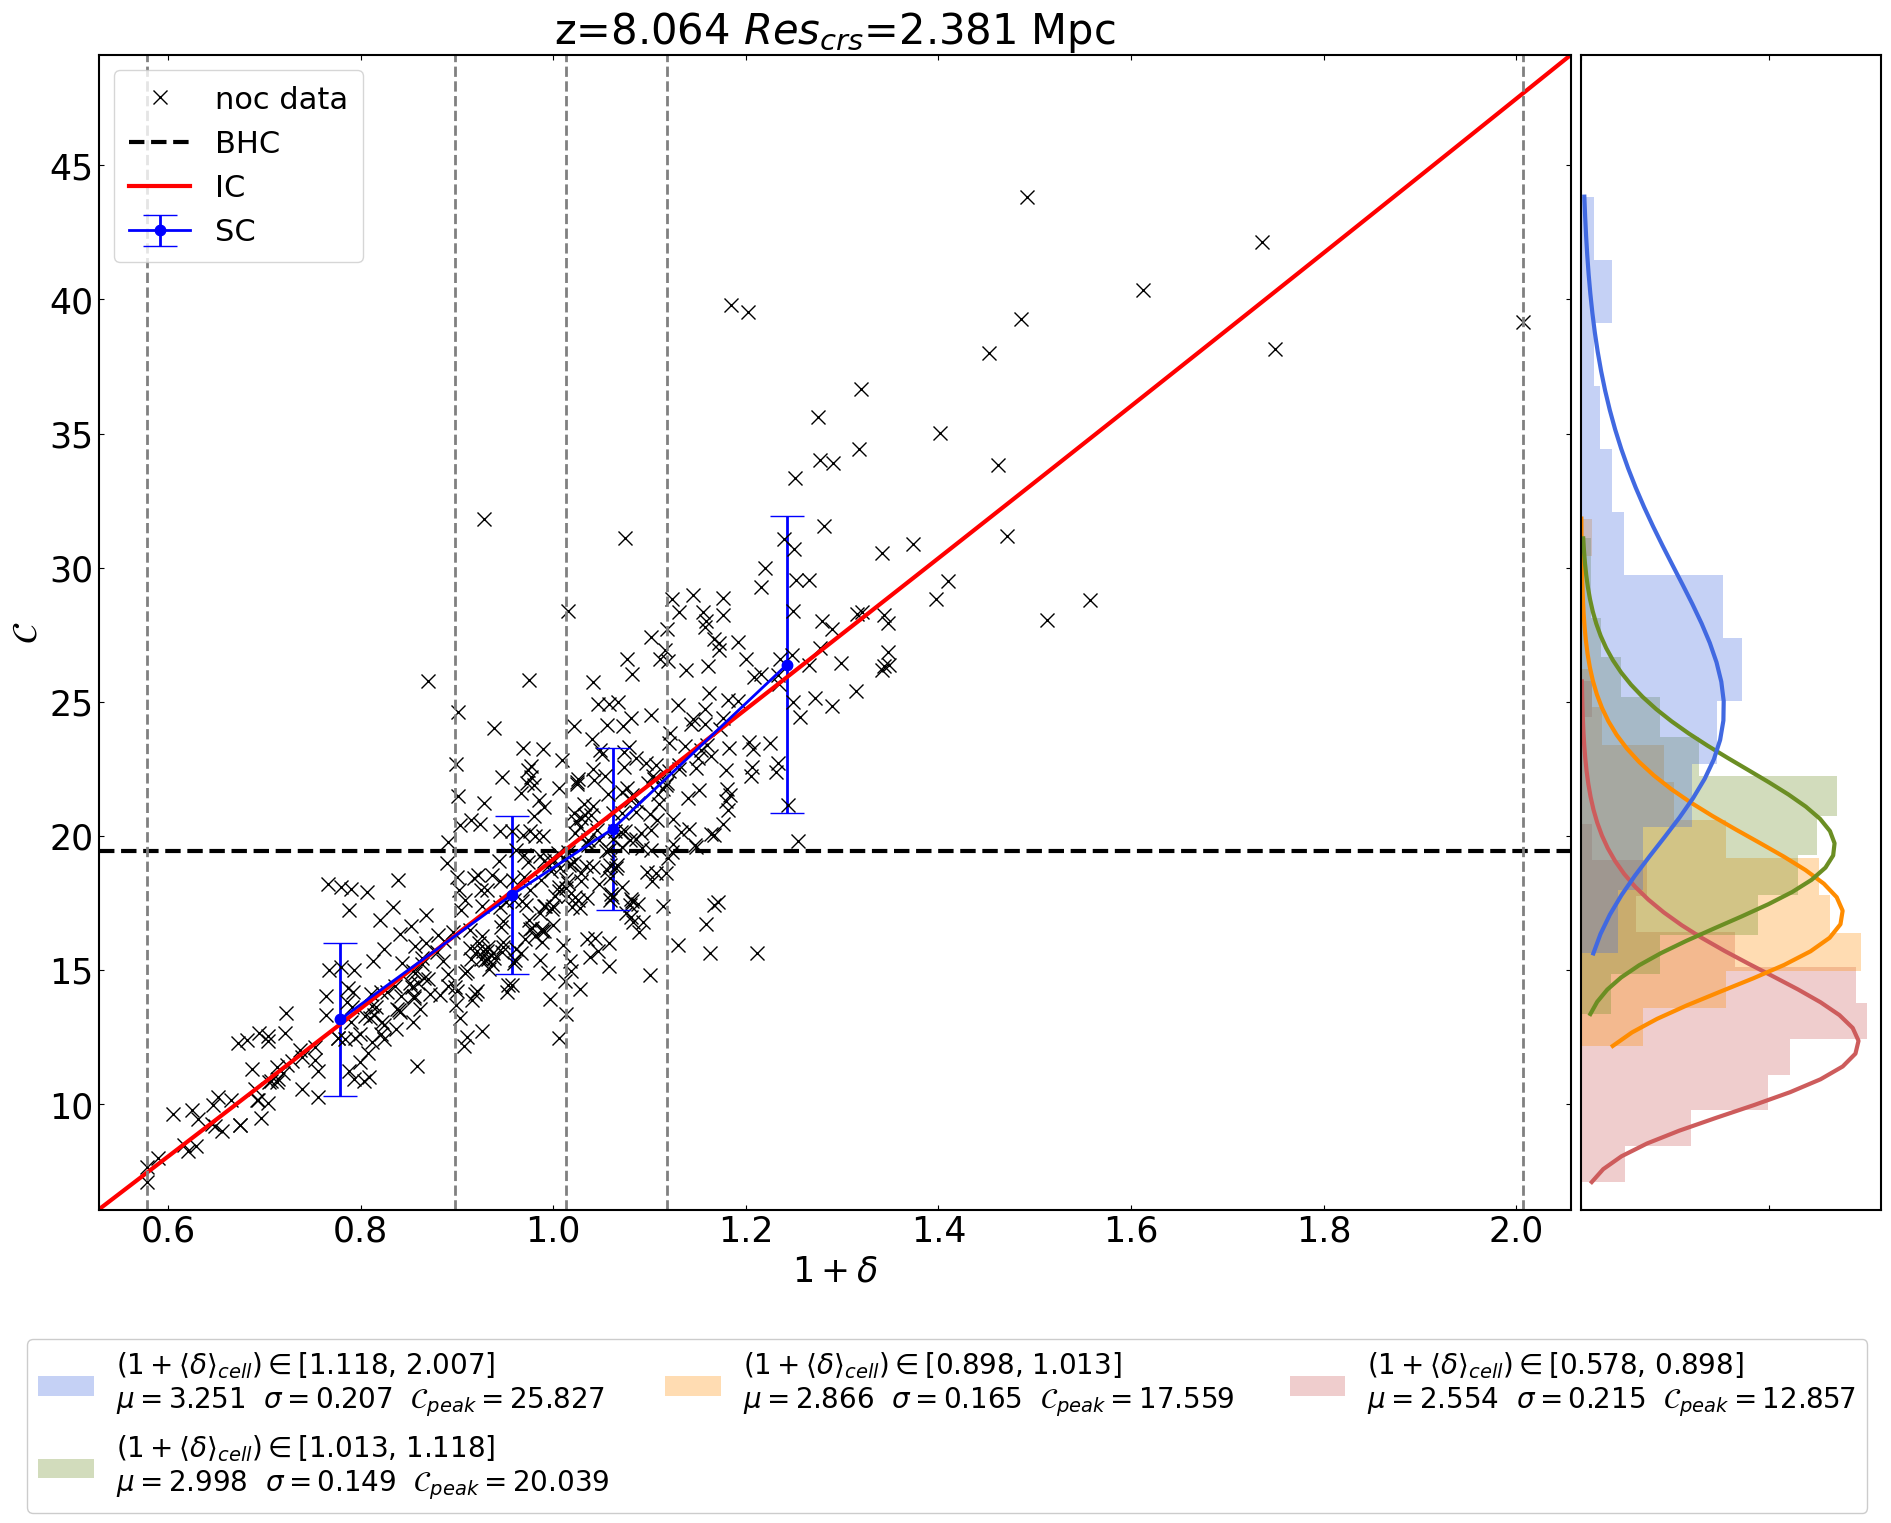 z=8.064 Res_crs=2.381 Mpc
noc data
BHC
IC
SC
45
40
35
30
25
20
15
10
𝒞
0.6 0.8 1.0 1.2 1.4 1.6 1.8 2.0
1 + δ
(1 + ⟨δ⟩_cell) ∈ [1.118, 2.007]
μ = 3.251 σ = 0.207 𝒞_peak = 25.827
(1 + ⟨δ⟩_cell) ∈ [1.013, 1.118]
μ = 2.998 σ = 0.149 𝒞_peak = 20.039
(1 + ⟨δ⟩_cell) ∈ [0.898, 1.013]
μ = 2.866 σ = 0.165 𝒞_peak = 17.559
(1 + ⟨δ⟩_cell) ∈ [0.578, 0.898]
μ = 2.554 σ = 0.215 𝒞_peak = 12.857